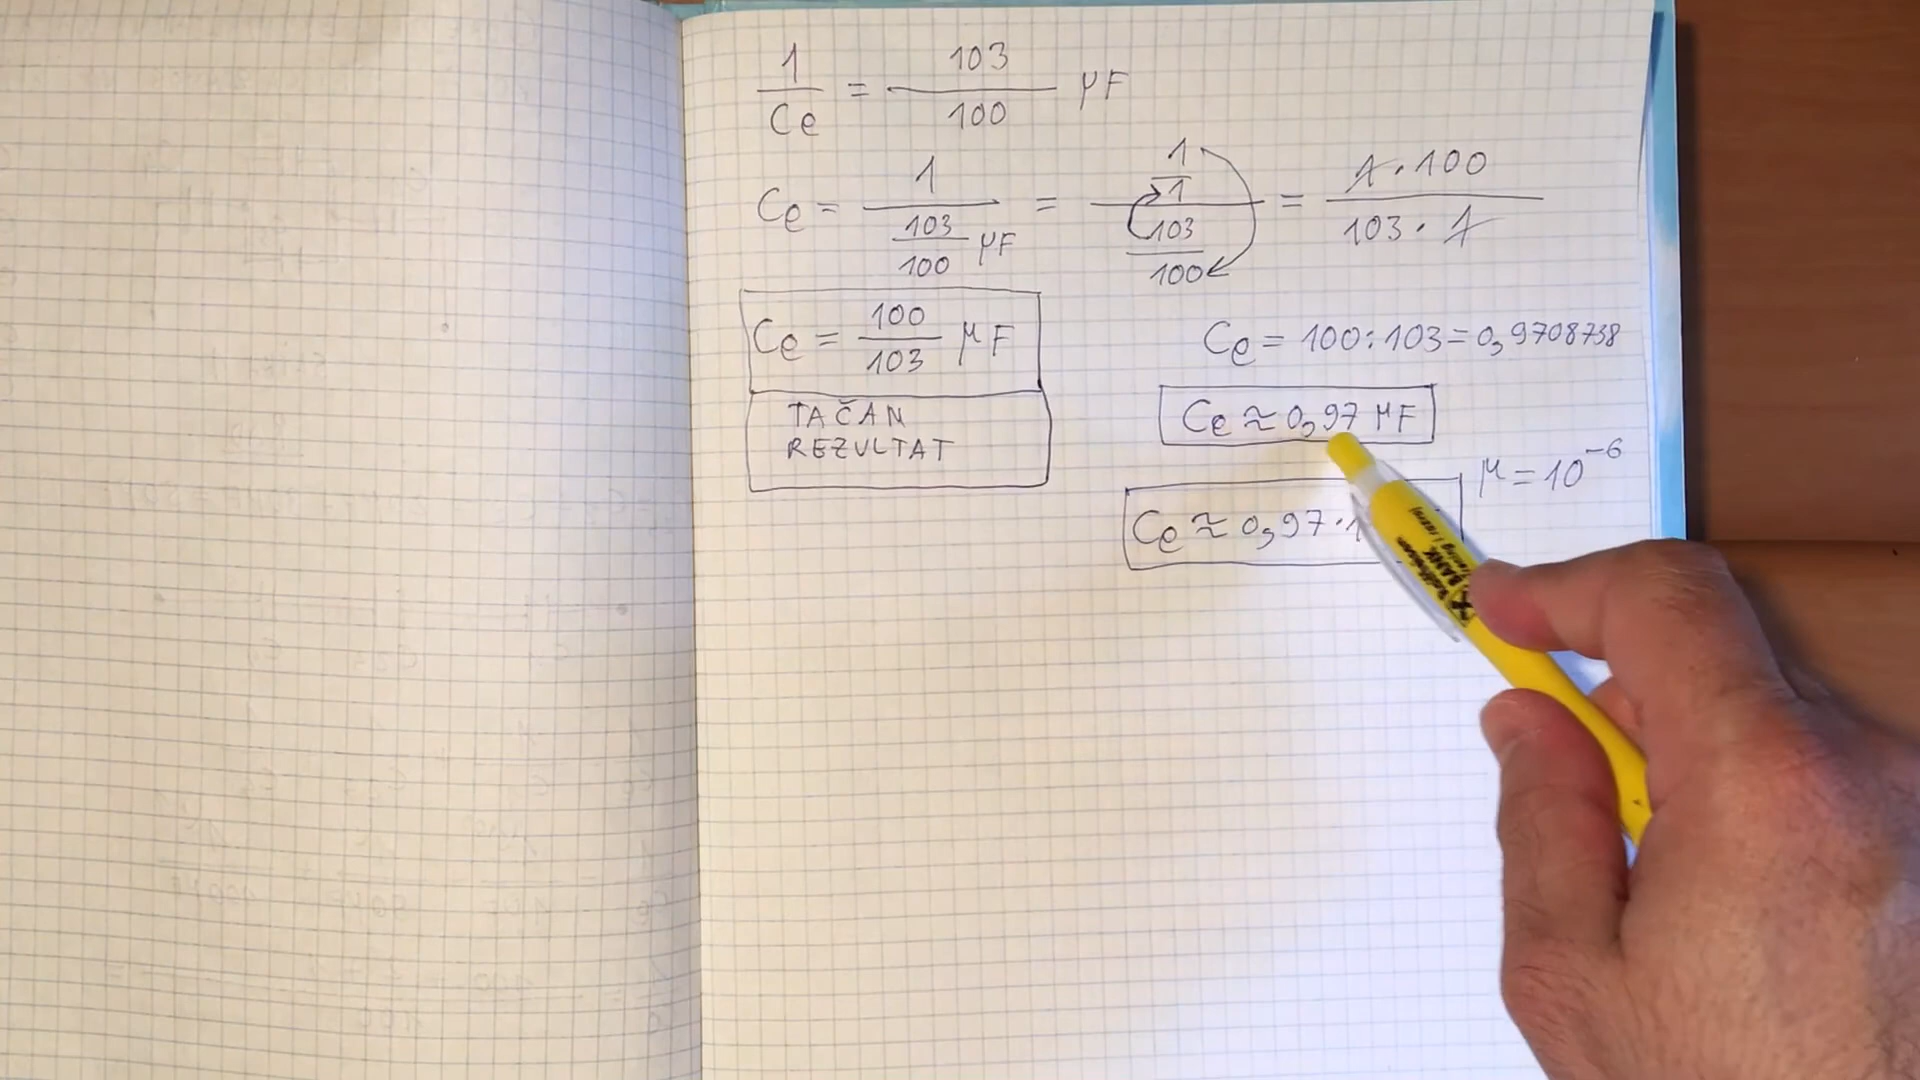 1/Ce = 103/100 μF
Ce = 1/(103/100 μF) = (1/1)/(103/100) = 1·100/103·1
Ce = 100/103 μF
TAČAN
REZULTAT
Ce = 100:103 = 0,9708738
Ce ≈ 0,97 μF
μ = 10⁻⁶
Ce ≈ 0,97·1
BANK